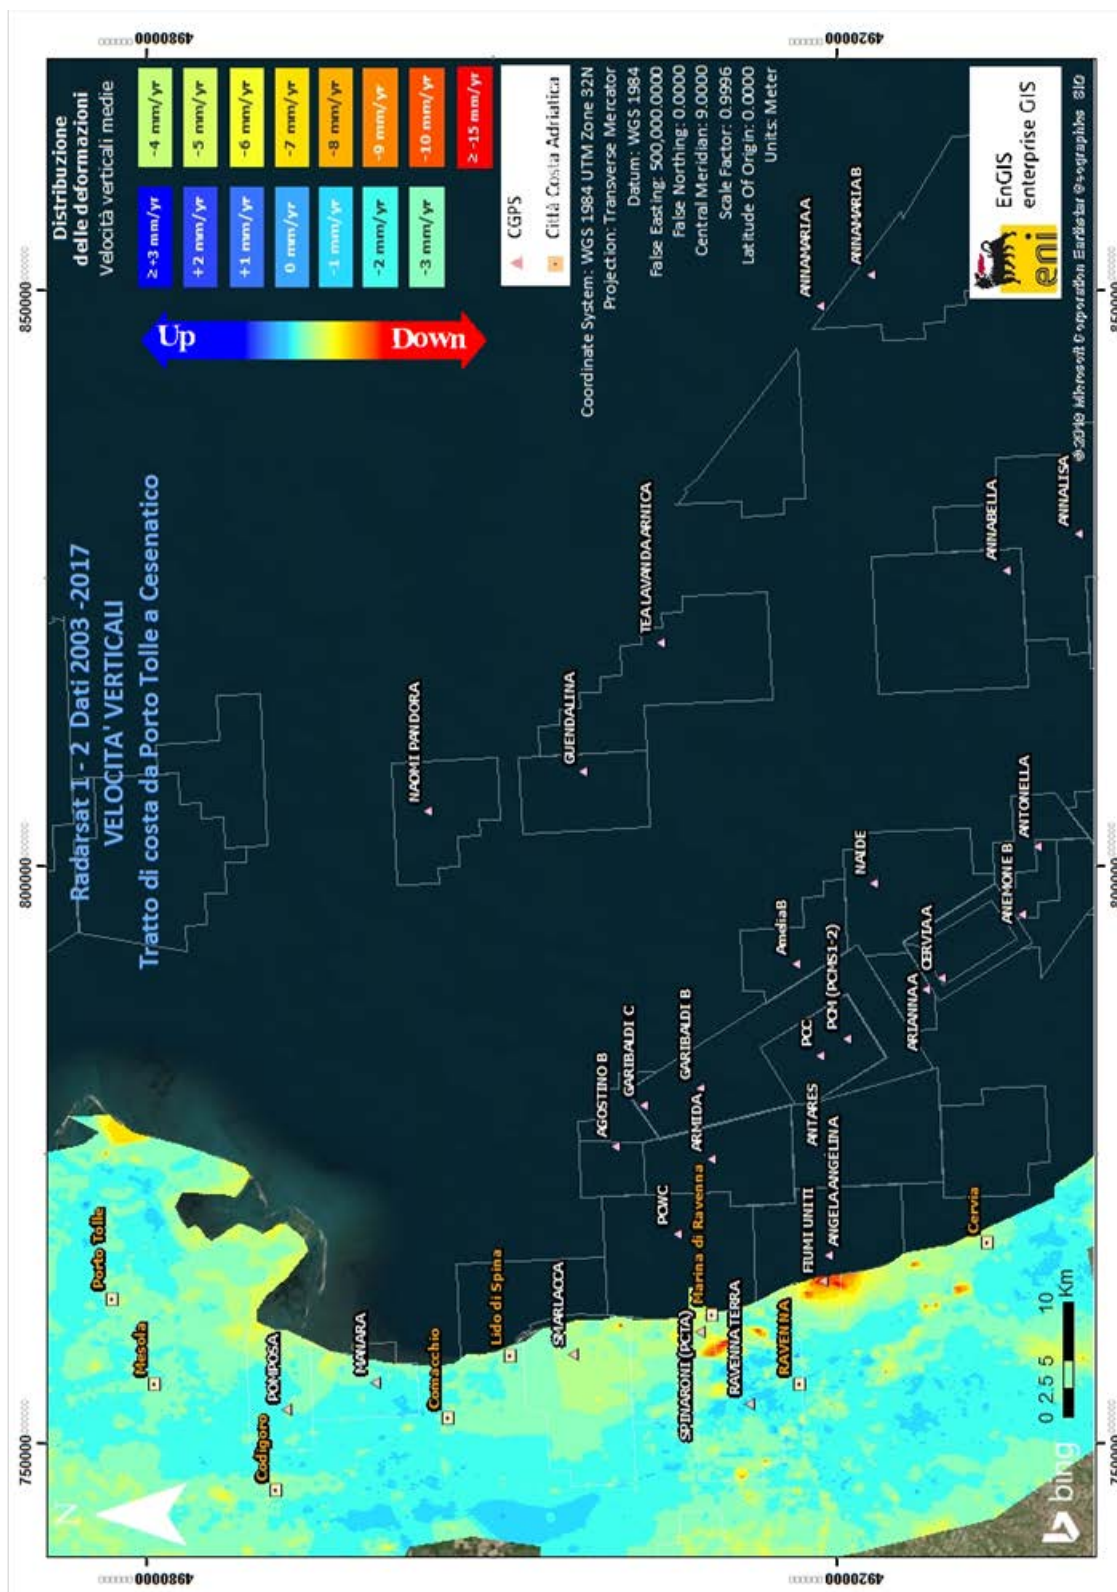 Radarsat 1 - 2 Dati 2003 -2017
VELOCITA' VERTICALI
Tratto di costa da Porto Tolle a Cesenatico
Distribuzione
delle deformazioni
Velocità verticali medie
≥ +3 mm/yr
+2 mm/yr
+1 mm/yr
0 mm/yr
-1 mm/yr
-2 mm/yr
-3 mm/yr
-4 mm/yr
-5 mm/yr
-6 mm/yr
-7 mm/yr
-8 mm/yr
-9 mm/yr
-10 mm/yr
≥ -15 mm/yr
Up
Down
CGPS
Città Costa Adriatica
Coordinate System: WGS 1984 UTM Zone 32N
Projection: Transverse Mercator
Datum: WGS 1984
False Easting: 500,000.0000
False Northing: 0.0000
Central Meridian: 9.0000
Scale Factor: 0.9996
Latitude Of Origin: 0.0000
Units: Meter
EnGIS
enterprise GIS
eni
N
Porto Tolle
Mesola
Codigoro
POMPOSA
MANARA
Comacchio
Lido di Spina
SMARLACCA
NAOMI PANDORA
GUENDALINA
TEA LAVANDA ARNICA
ANNAMARIA A
ANNAMARIA B
AGOSTINO B
GARIBALDI C
GARIBALDI B
ARMIDA
PCWC
Marina di Ravenna
SPINARONI (PCTA)
RAVENNA TERRA
RAVENNA
FIUMI UNITI
ANGELA ANGELINA
ANTARES
PCC
PCM (PCMS1-2)
Amelia B
NAIDE
ARIANNA A
CERVIA A
ANEMONE B
ANTONELLA
ANNABELLA
ANNALISA
Cervia
0 2.5 5 10
Km
bing
750000
800000
850000
750000
800000
850000
4980000
4920000
4980000
4920000